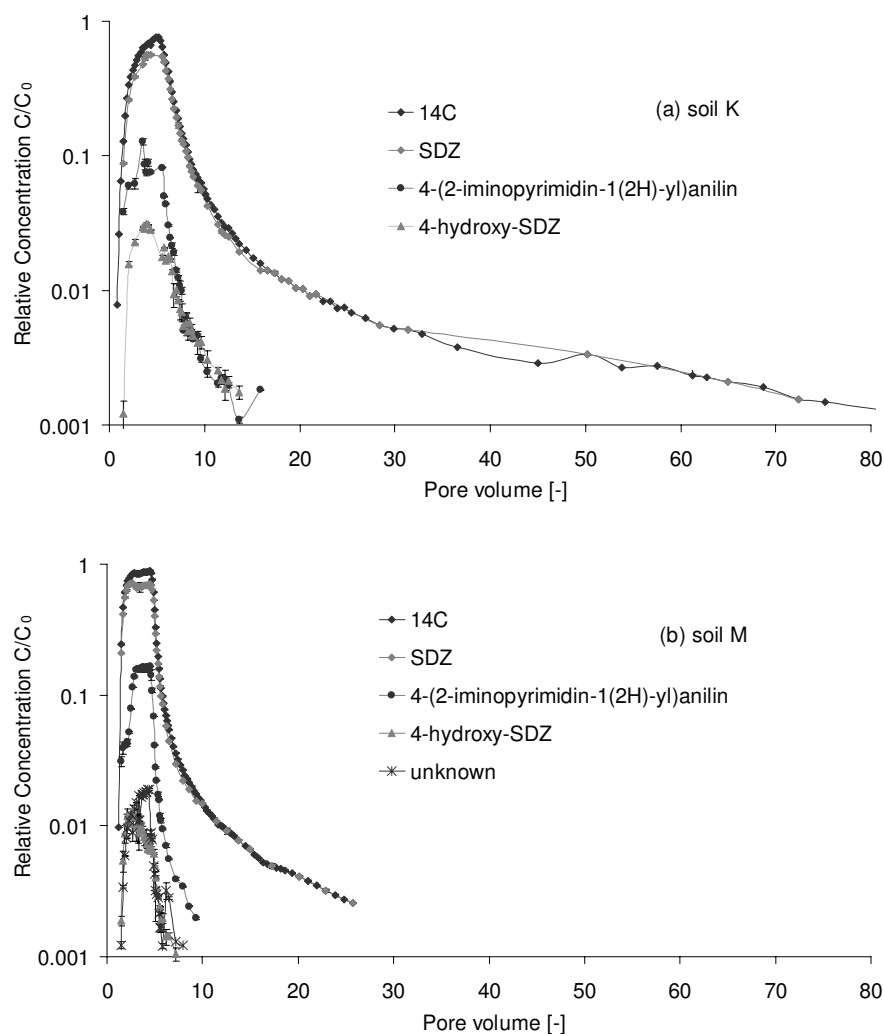 1
0.1
0.01
0.001
Relative Concentration C/C0
14C
SDZ
4-(2-iminopyrimidin-1(2H)-yl)anilin
4-hydroxy-SDZ
(a) soil K
0 10 20 30 40 50 60 70 80
Pore volume [-]
1
0.1
0.01
0.001
Relative Concentration C/C0
14C
SDZ
4-(2-iminopyrimidin-1(2H)-yl)anilin
4-hydroxy-SDZ
unknown
(b) soil M
0 10 20 30 40 50 60 70 80
Pore volume [-]